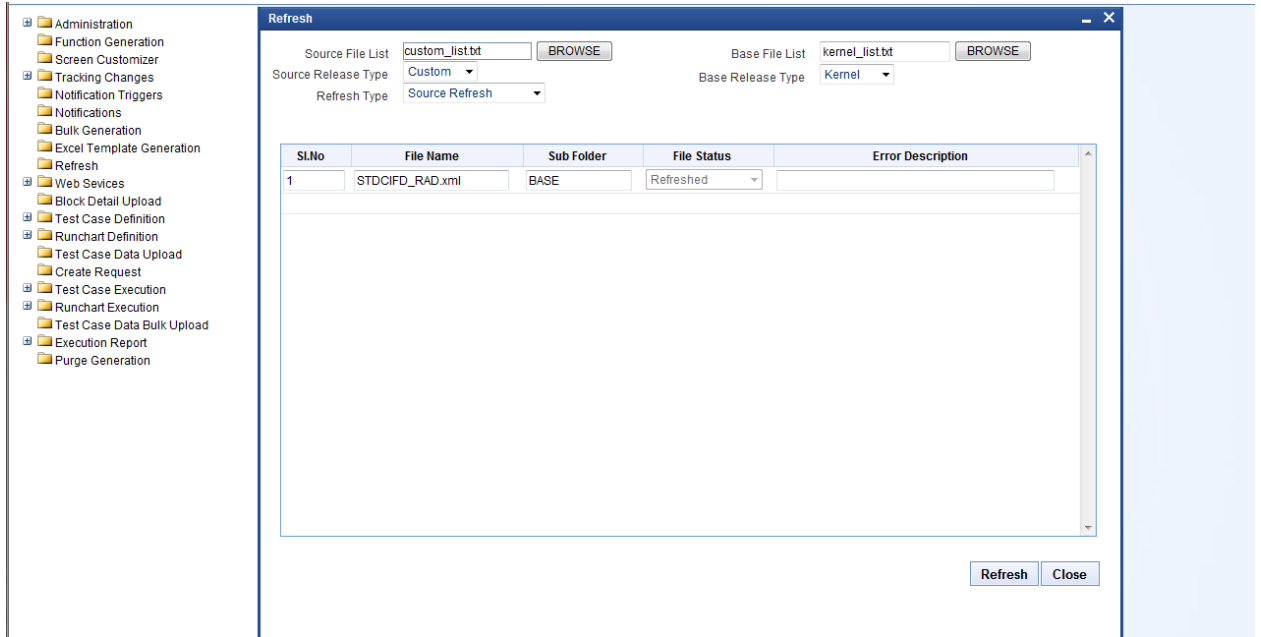 Administration
Function Generation
Screen Customizer
Tracking Changes
Notification Triggers
Notifications
Bulk Generation
Excel Template Generation
Refresh
Web Sevices
Block Detail Upload
Test Case Definition
Runchart Definition
Test Case Data Upload
Create Request
Test Case Execution
Runchart Execution
Test Case Data Bulk Upload
Execution Report
Purge Generation
Refresh
Source File List custom_list.txt BROWSE Base File List kernel_list.txt BROWSE
Source Release Type Custom Base Release Type Kernel
Refresh Type Source Refresh
Sl.No File Name Sub Folder File Status Error Description
1 STDCIFD_RAD.xml BASE Refreshed
Refresh Close